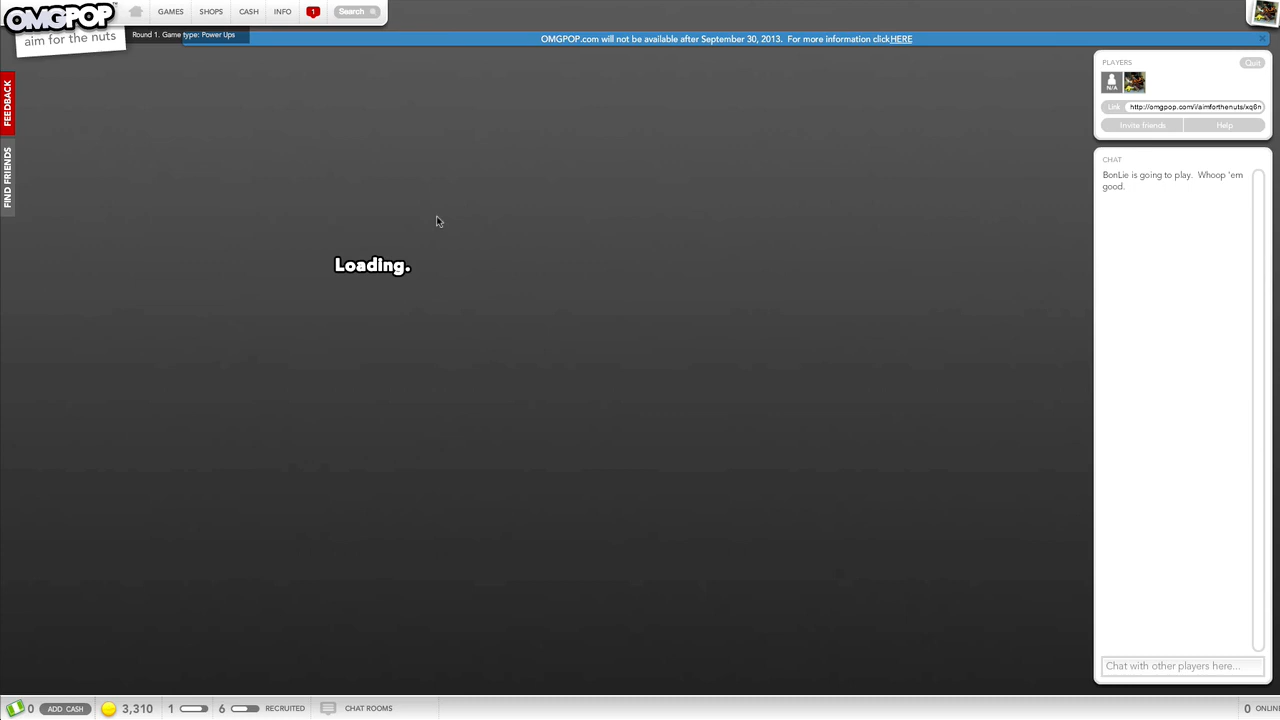 OMGPOP
GAMES
SHOPS
CASH
INFO
1
Search
aim for the nuts
Round 1. Game type: Power Ups
OMGPOP.com will not be available after September 30, 2013. For more information clickHERE
FEEDBACK
FIND FRIENDS
Loading.
PLAYERS
Quit
N/A
Link
http://omgpop.com/i/aimforthenuts/xq6n
Invite friends
Help
CHAT
BonLie is going to play. Whoop 'em
good.
Chat with other players here...
0
ADD CASH
3,310
1
6
RECRUITED
CHAT ROOMS
0 ONLIN